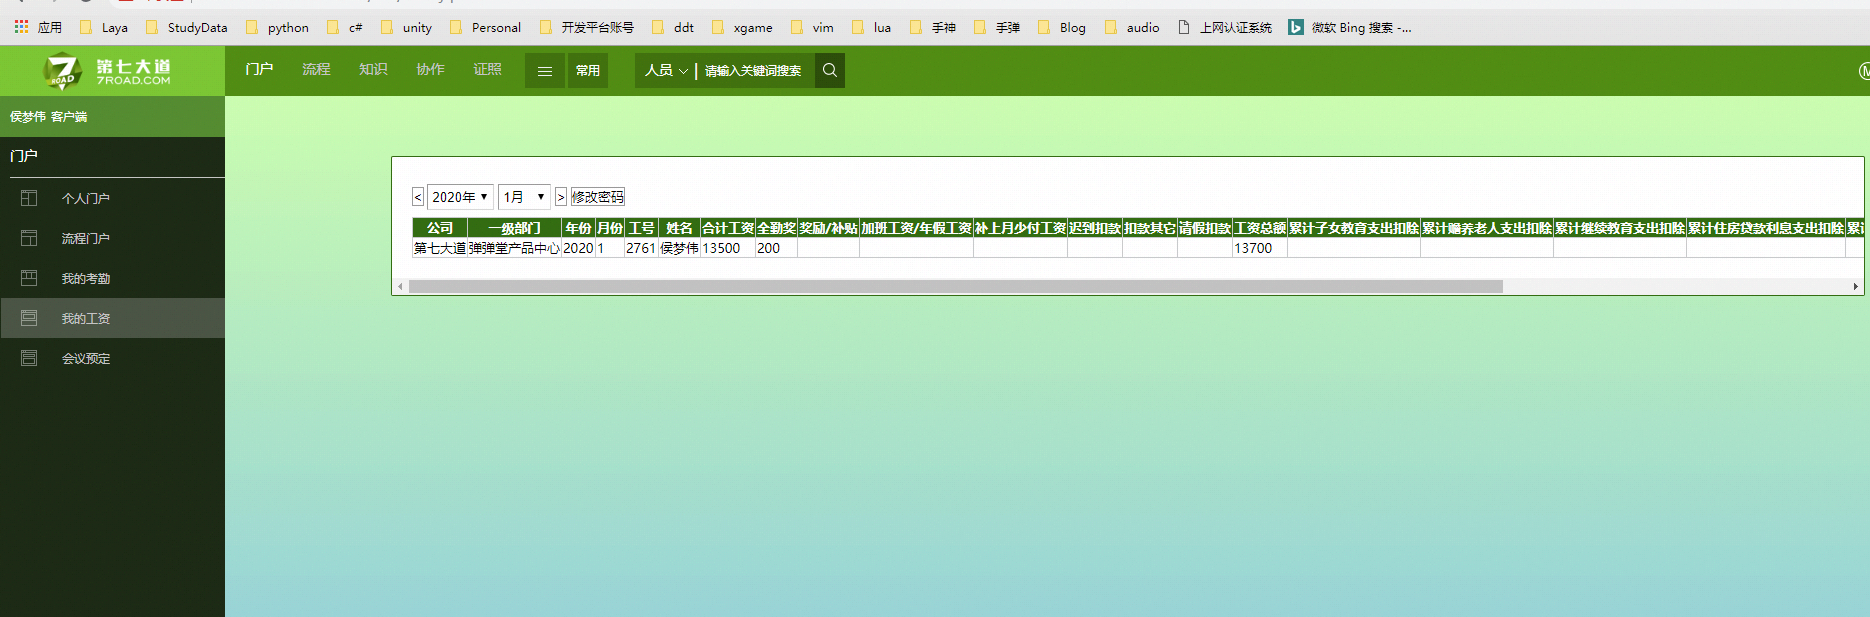 应用 Laya StudyData python c# unity Personal 开发平台账号 ddt xgame vim lua 手神 手弹 Blog audio 上网认证系统 微软 Bing 搜索 -...
第七大道
7ROAD.COM
门户 流程 知识 协作 证照 常用 人员 请输入关键词搜索
侯梦伟 客户端
门户
个人门户
流程门户
我的考勤
我的工资
会议预定
< 2020年 1月 > 修改密码
公司 一级部门 年份 月份 工号 姓名 合计工资 全勤奖 奖励/补贴 加班工资/年假工资 补上月少付工资 迟到扣款 扣款其它 请假扣款 工资总额 累计子女教育支出扣除 累计赡养老人支出扣除 累计继续教育支出扣除 累计住房贷款利息支出扣除
第七大道 弹弹堂产品中心 2020 1 2761 侯梦伟 13500 200 13700